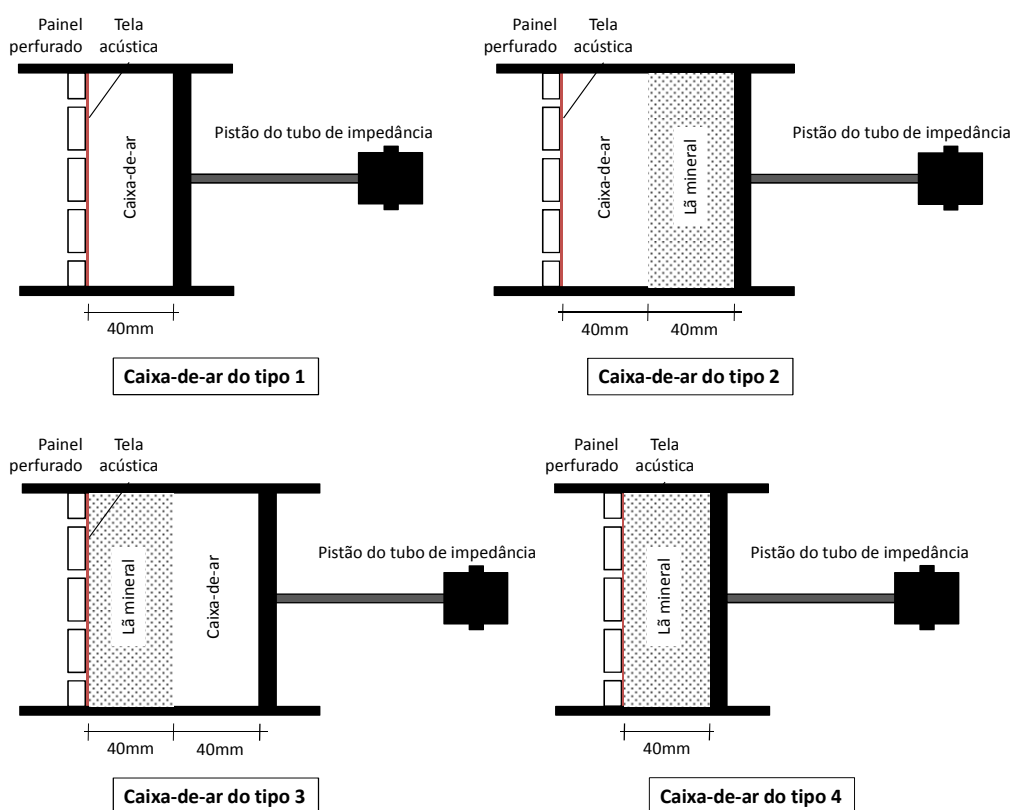 Painel
perfurado
Tela
acústica
Pistão do tubo de impedância
Caixa-de-ar
40mm
Caixa-de-ar do tipo 1
Painel
perfurado
Tela
acústica
Pistão do tubo de impedância
Caixa-de-ar
Lã mineral
40mm
40mm
Caixa-de-ar do tipo 2
Painel
perfurado
Tela
acústica
Pistão do tubo de impedância
Lã mineral
Caixa-de-ar
40mm
40mm
Caixa-de-ar do tipo 3
Painel
perfurado
Tela
acústica
Pistão do tubo de impedância
Lã mineral
40mm
Caixa-de-ar do tipo 4